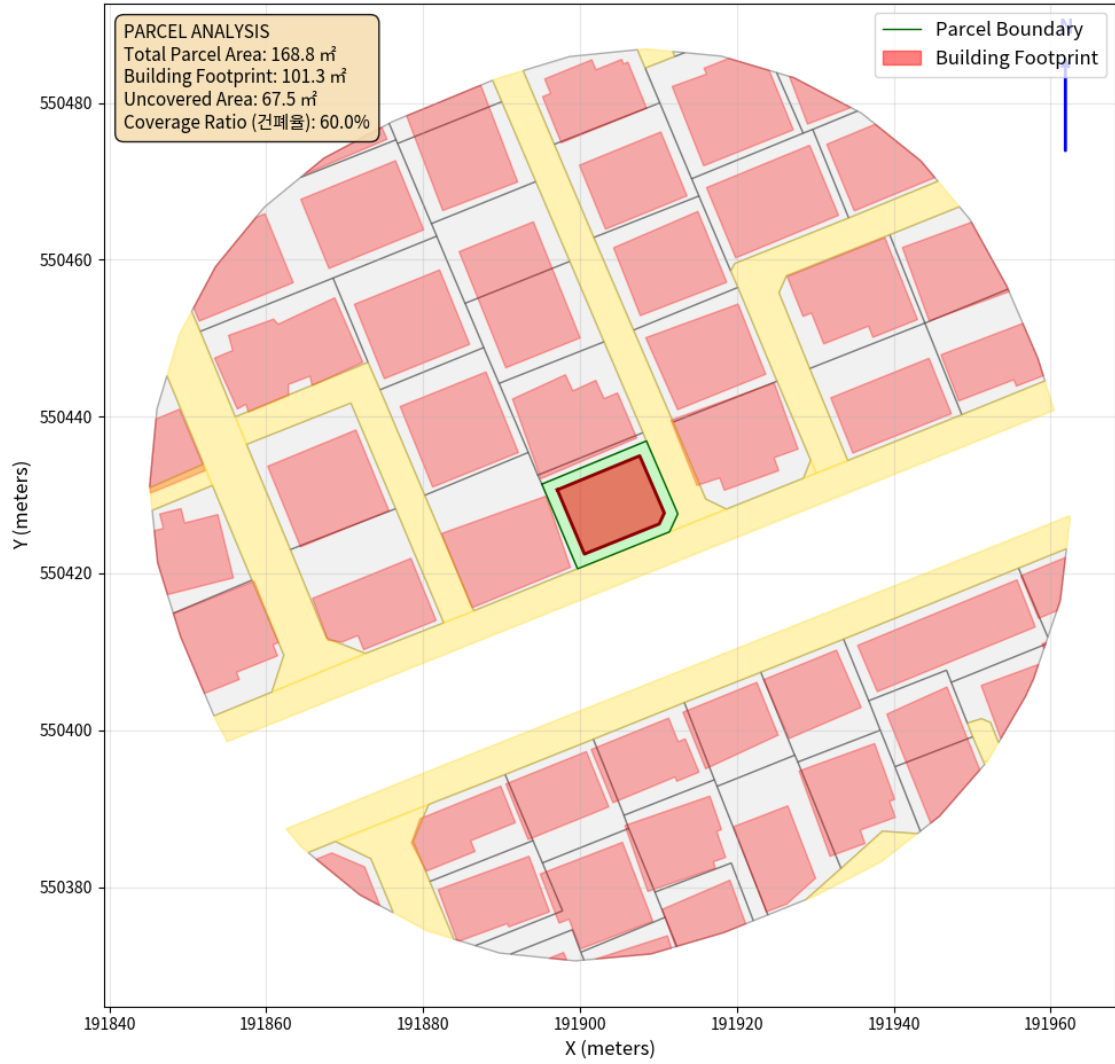 PARCEL ANALYSIS
Total Parcel Area: 168.8 ㎡
Building Footprint: 101.3 ㎡
Uncovered Area: 67.5 ㎡
Coverage Ratio (건폐율): 60.0%
N
Parcel Boundary
Building Footprint
Y (meters)
550480
550460
550440
550420
550400
550380
191840
191860
191880
191900
191920
191940
191960
X (meters)